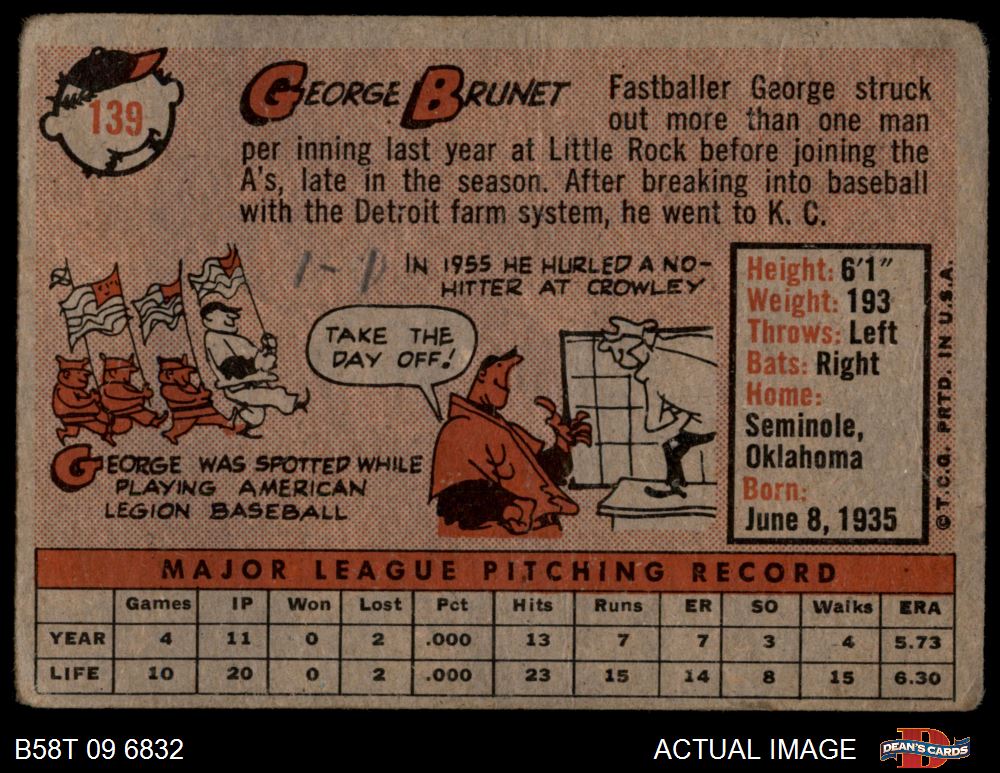 139
GEORGE BRUNET
Fastballer George struck
out more than one man
per inning last year at Little Rock before joining the
A's, late in the season. After breaking into baseball
with the Detroit farm system, he went to K. C.
1-1
IN 1955 HE HURLED A NO-
HITTER AT CROWLEY
TAKE THE
DAY OFF!
GEORGE WAS SPOTTED WHILE
PLAYING AMERICAN
LEGION BASEBALL
Height: 6'1"
Weight: 193
Throws: Left
Bats: Right
Home:
Seminole,
Oklahoma
Born:
June 8, 1935
© T.C.G. PRTD. IN U.S.A.
MAJOR LEAGUE PITCHING RECORD
Games IP Won Lost Pct Hits Runs ER SO Walks ERA
YEAR 4 11 0 2 .000 13 7 7 3 4 5.73
LIFE 10 20 0 2 .000 23 15 14 8 15 6.30
B58T 09 6832
ACTUAL IMAGE
DEAN'S CARDS